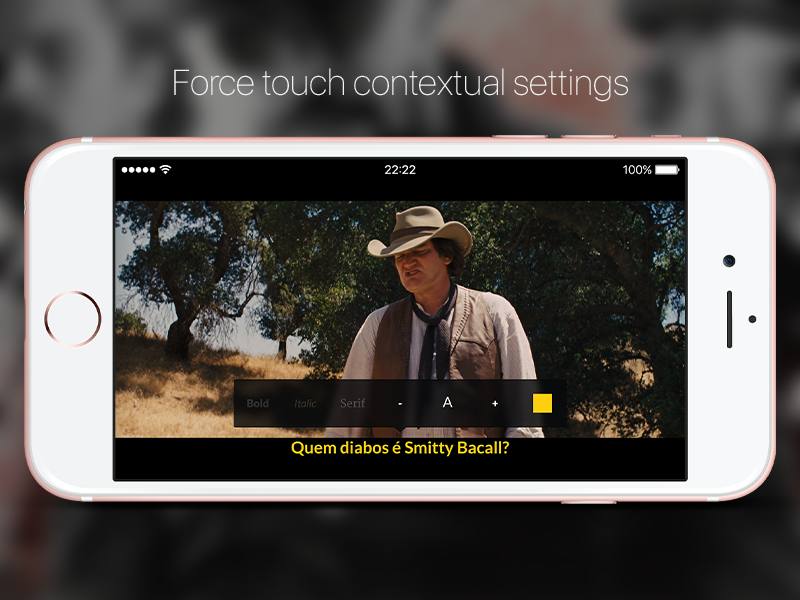 Force touch contextual settings
22:22
100%
Bold Italic Serif - A +
Quem diabos é Smitty Bacall?